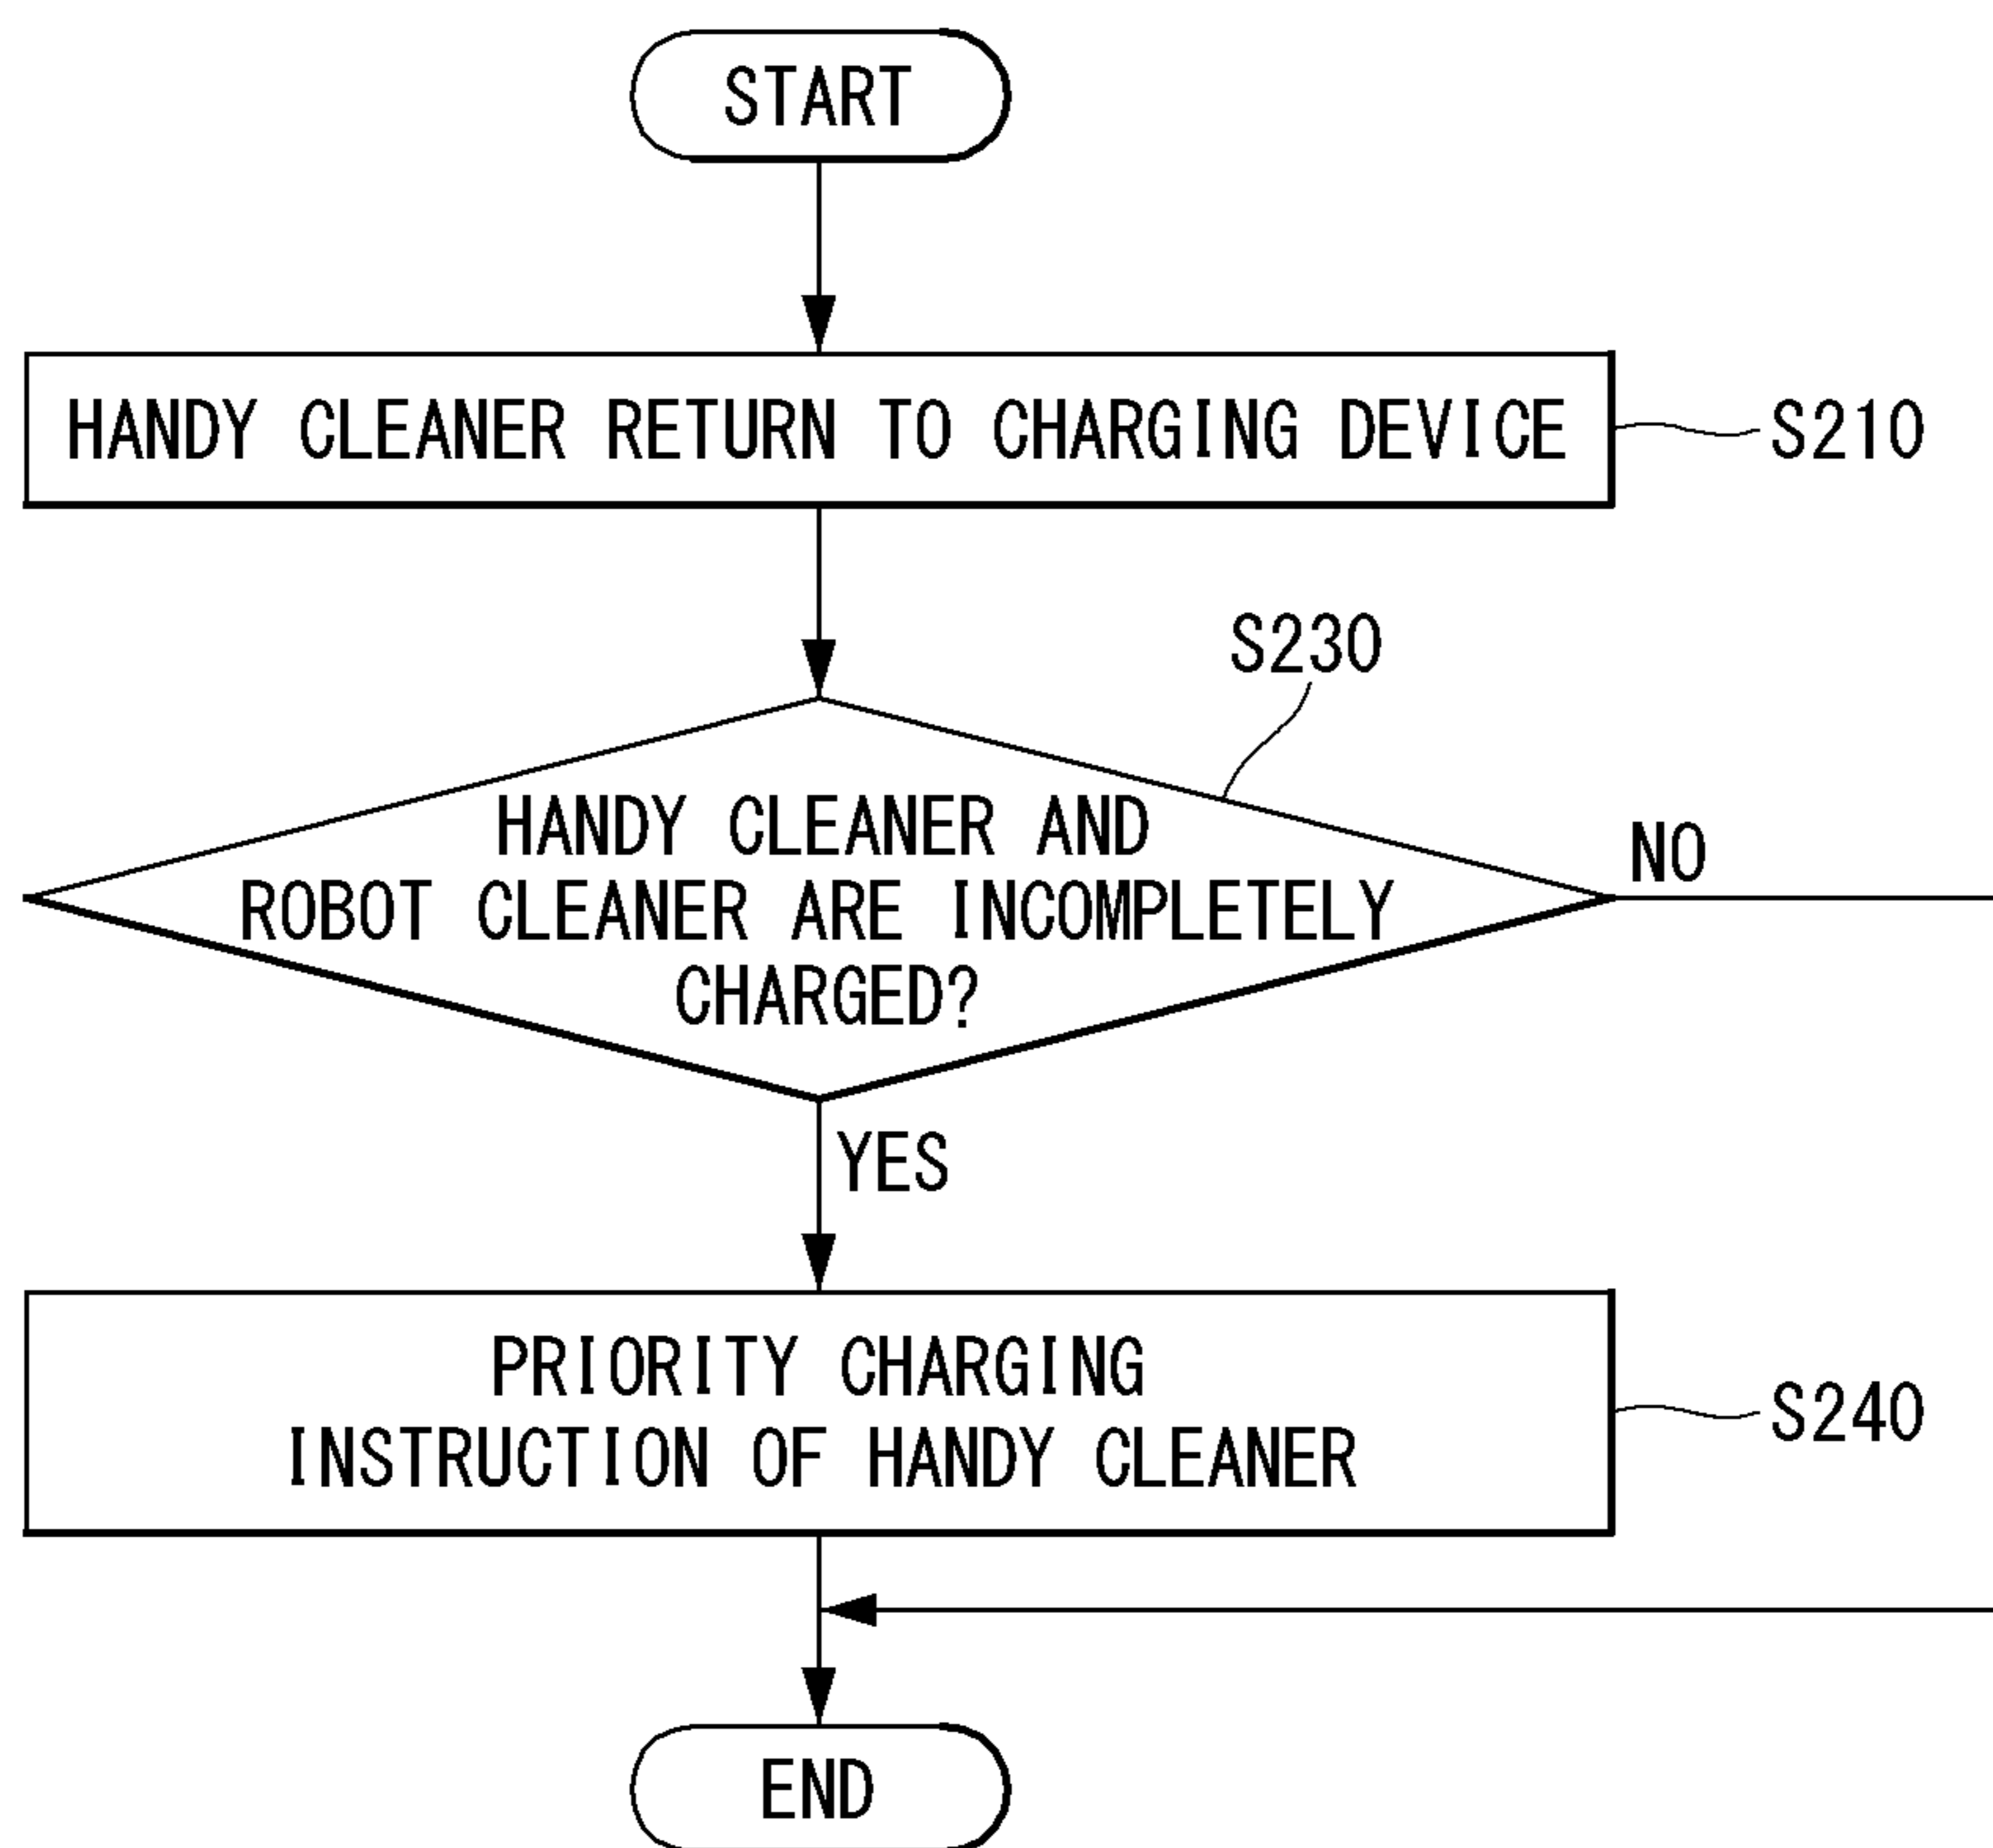 START
HANDY CLEANER RETURN TO CHARGING DEVICE
S210
S230
HANDY CLEANER AND
ROBOT CLEANER ARE INCOMPLETELY
CHARGED?
NO
YES
PRIORITY CHARGING
INSTRUCTION OF HANDY CLEANER
S240
END